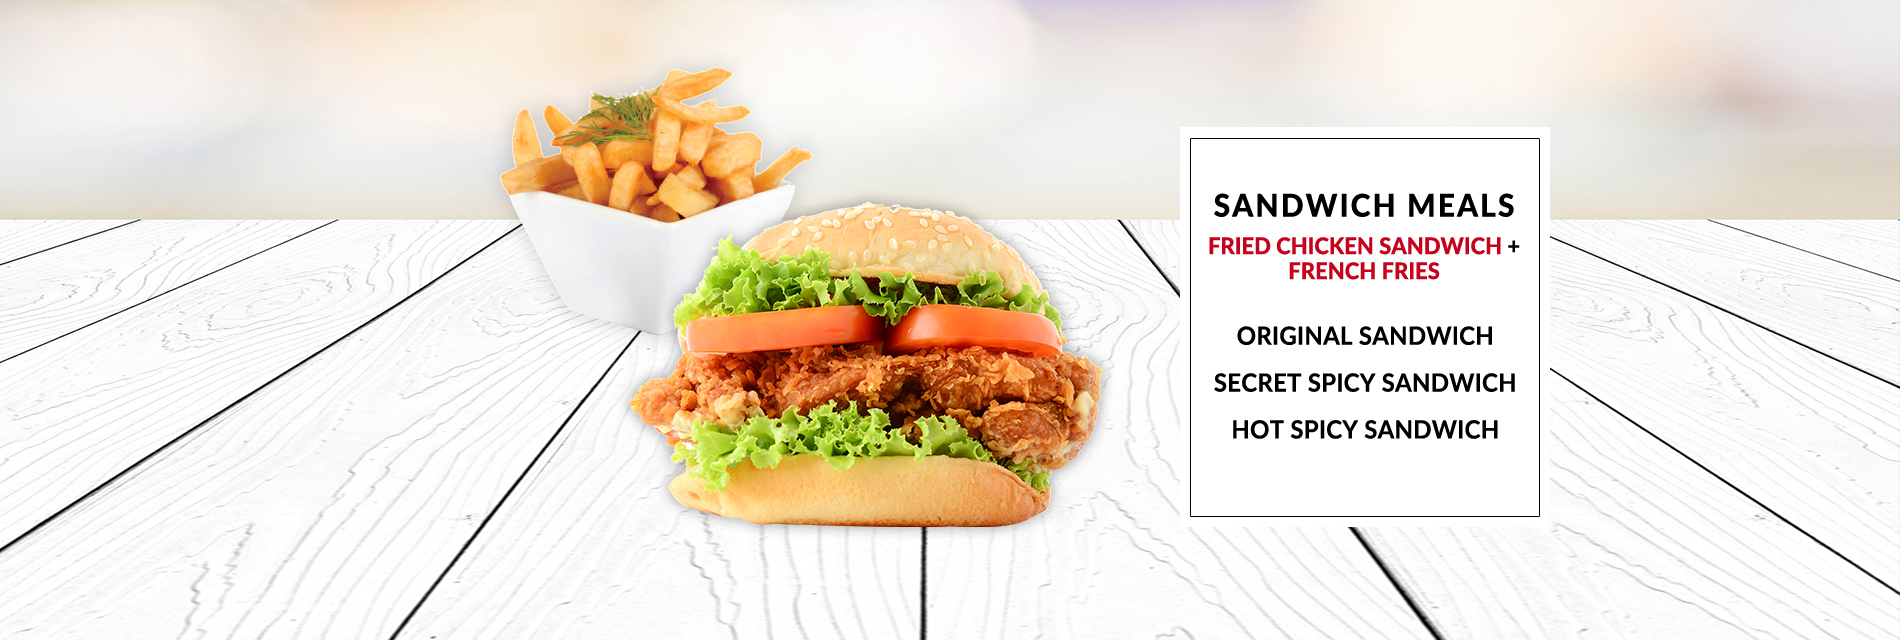 SANDWICH MEALS
FRIED CHICKEN SANDWICH +
FRENCH FRIES
ORIGINAL SANDWICH
SECRET SPICY SANDWICH
HOT SPICY SANDWICH